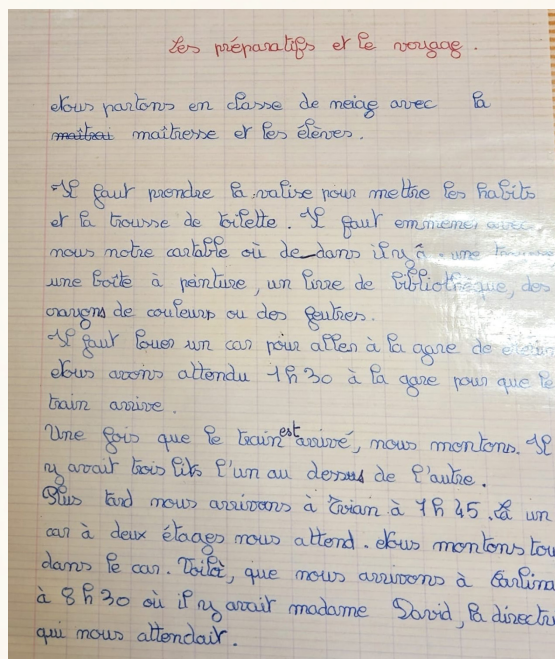 Les préparatifs et le voyage.
Nous partons en classe de neige avec la
maîtresse et les élèves.
Il faut prendre la valise pour mettre les habits
et la trousse de toilette. Il faut emmener avec
nous notre cartable où de dans il y a une trousse
une boîte à peinture, un livre de bibliothèque, des
crayons de couleurs ou des feutres.
Il faut louer un car pour aller à la gare de
Nous avons attendu 1h30 à la gare pour que le
train arrive.
Une fois que le train est arrivé, nous montons. Il
y avait trois lits l'un au dessus de l'autre.
Plus tard nous arrivons à à 1h45. Là un
car à deux étages nous attend. Nous montons tou
dans le car. Voilà, que nous arrivons à
à 8h30 où il y avait madame David, la directri
qui nous attendait.